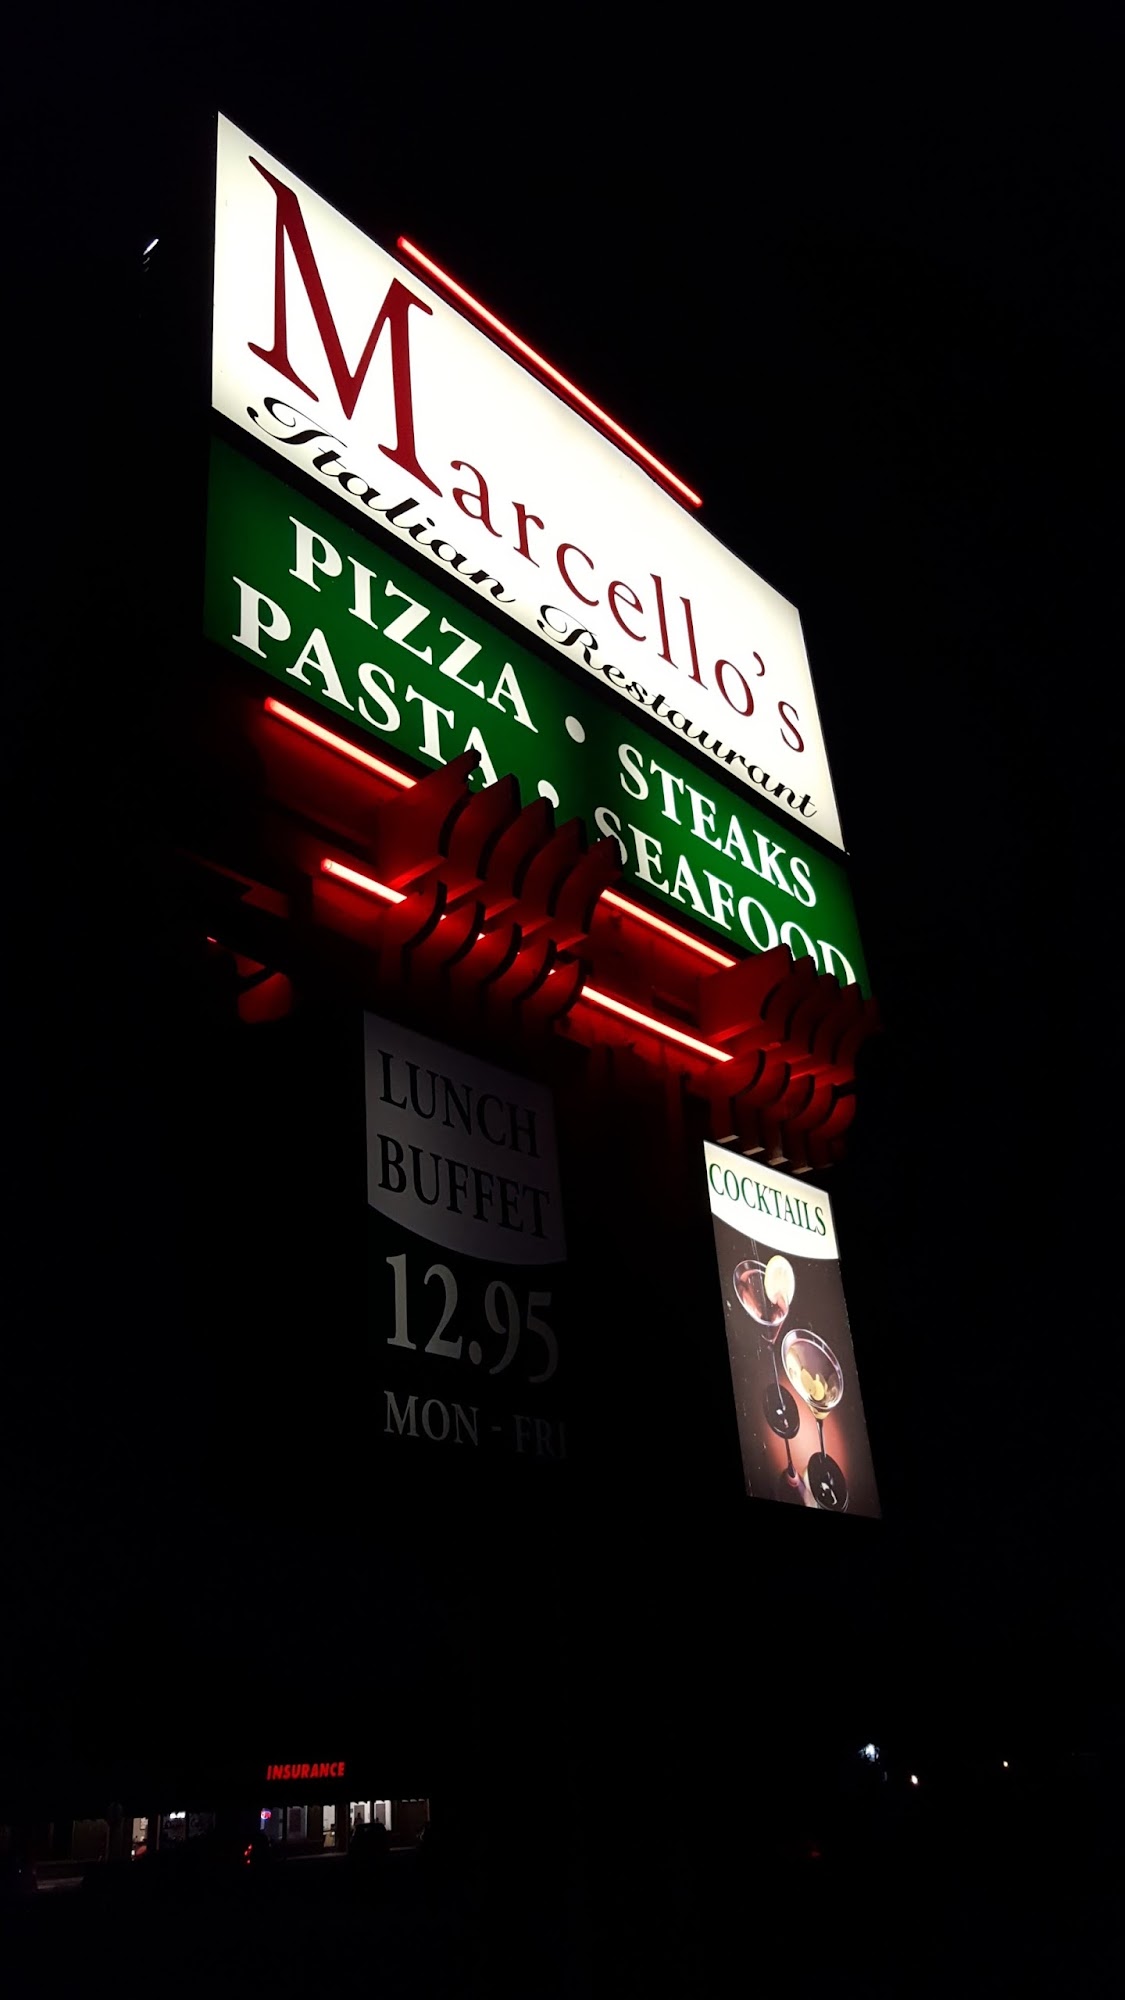 Marcello's
Italian Restaurant
PIZZA • STEAKS
PASTA • SEAFOOD
LUNCH
BUFFET
12.95
MON - FRI
COCKTAILS
INSURANCE